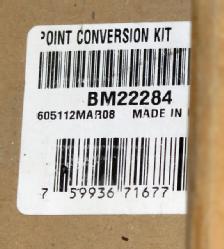 POINT CONVERSION KIT
BM22284
605112MAR08 MADE IN
7 59936 71677